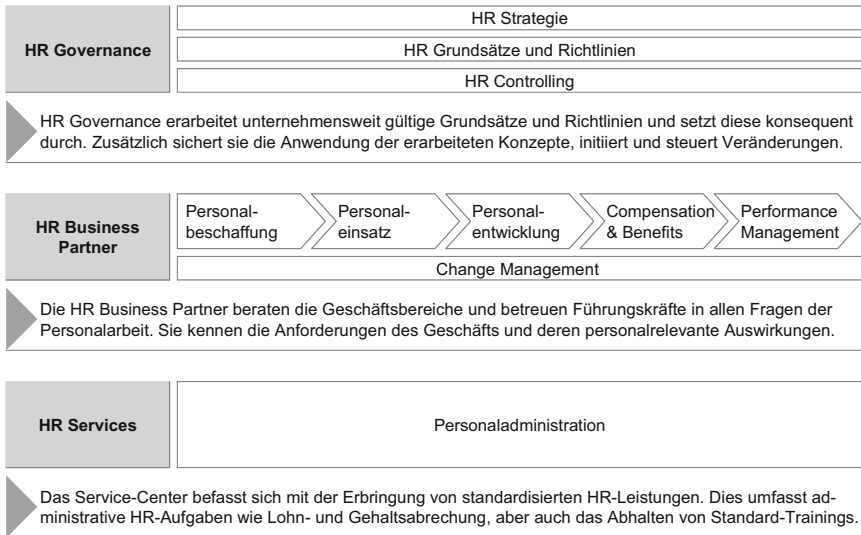 HR Governance
HR Strategie
HR Grundsätze und Richtlinien
HR Controlling
HR Governance erarbeitet unternehmensweit gültige Grundsätze und Richtlinien und setzt diese konsequent
durch. Zusätzlich sichert sie die Anwendung der erarbeiteten Konzepte, initiiert und steuert Veränderungen.
HR Business
Partner
Personal-
beschaffung
Personal-
einsatz
Personal-
entwicklung
Compensation
& Benefits
Performance
Management
Change Management
Die HR Business Partner beraten die Geschäftsbereiche und betreuen Führungskräfte in allen Fragen der
Personalarbeit. Sie kennen die Anforderungen des Geschäfts und deren personalrelevante Auswirkungen.
HR Services
Personaladministration
Das Service-Center befasst sich mit der Erbringung von standardisierten HR-Leistungen. Dies umfasst ad-
ministrative HR-Aufgaben wie Lohn- und Gehaltsabrechung, aber auch das Abhalten von Standard-Trainings.